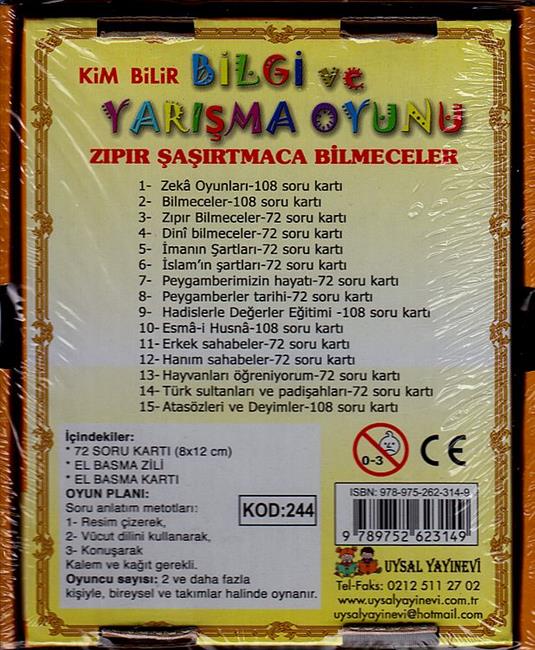 KİM BİLİR BİLGİ ve
YARIŞMA OYUNU
ZIPIR ŞAŞIRTMACA BİLMECELER
1- Zekâ Oyunları-108 soru kartı
2- Bilmeceler-108 soru kartı
3- Zıpır Bilmeceler-72 soru kartı
4- Dinî bilmeceler-72 soru kartı
5- İmanın Şartları-72 soru kartı
6- İslam'ın şartları-72 soru kartı
7- Peygamberimizin hayatı-72 soru kartı
8- Peygamberler tarihi-72 soru kartı
9- Hadislerle Değerler Eğitimi -108 soru kartı
10- Esmâ-i Husnâ-108 soru kartı
11- Erkek sahabeler-72 soru kartı
12- Hanım sahabeler-72 soru kartı
13- Hayvanları öğreniyorum-72 soru kartı
14- Türk sultanları ve padişahları-72 soru kartı
15- Atasözleri ve Deyimler-108 soru kartı
İçindekiler:
* 72 SORU KARTI (8x12 cm)
* EL BASMA ZİLİ
* EL BASMA KARTI
OYUN PLANI:
Soru anlatım metotları:
1- Resim çizerek,
2- Vücut dilini kullanarak,
3- Konuşarak
Kalem ve kağıt gerekli.
Oyuncu sayısı: 2 ve daha fazla
kişiyle, bireysel ve takımlar halinde oynanır.
KOD:244
0-3
CE
ISBN: 978-975-262-314-9
9 789752 623149
UYSAL YAYINEVİ
Tel-Faks: 0212 511 27 02
www.uysalyayinevi.com.tr
uysalyayinevi@hotmail.com